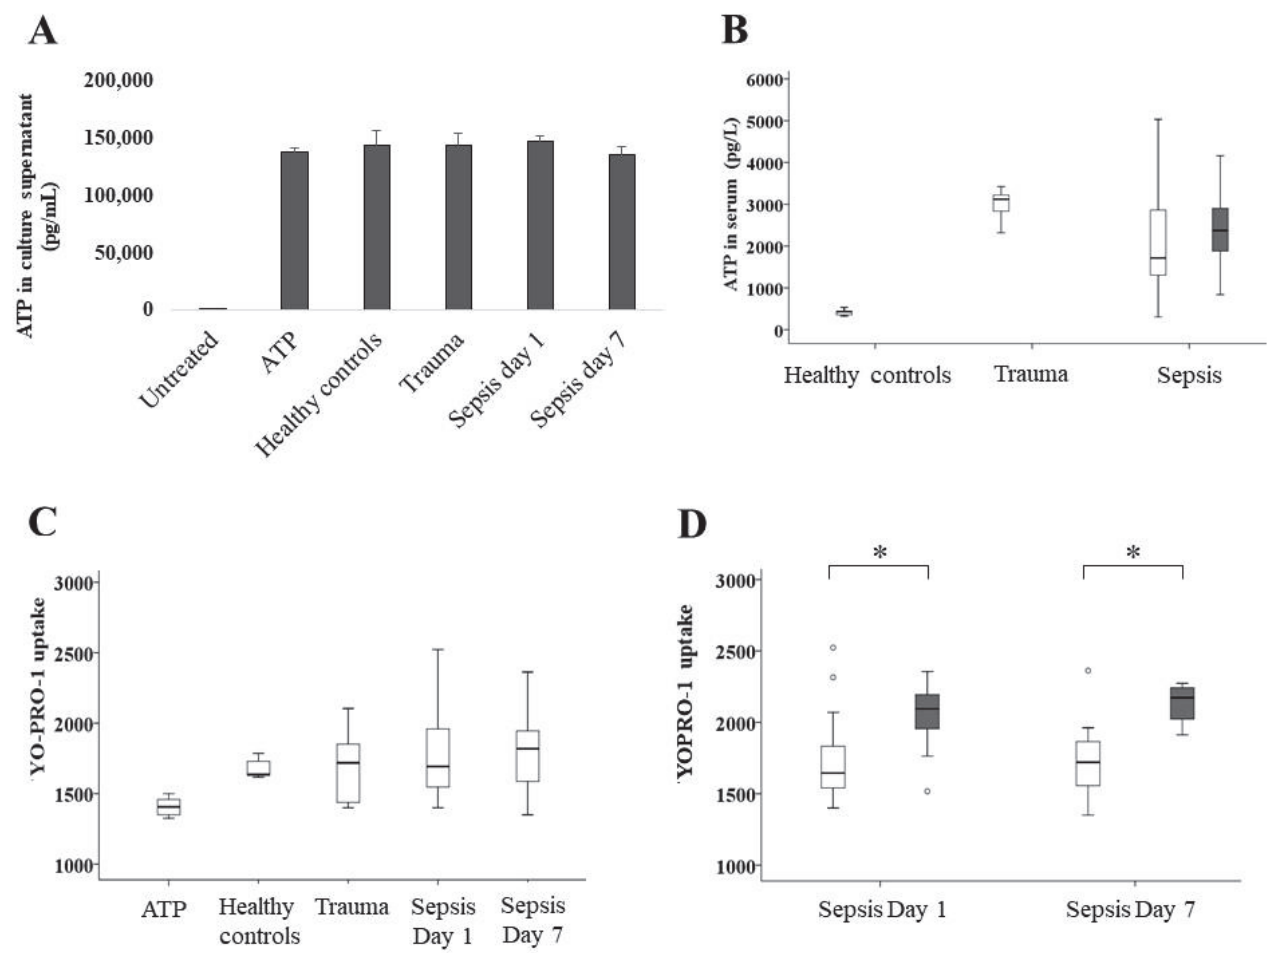 A
ATP in culture supernatant
(pg/mL)
200,000
150,000
100,000
50,000
0
Untreated
ATP
Healthy controls
Trauma
Sepsis day 1
Sepsis day 7
B
ATP in serum (pg/L)
6000
5000
4000
3000
2000
1000
0
Healthy controls
Trauma
Sepsis
C
YO-PRO-1 uptake
3000
2500
2000
1500
1000
ATP
Healthy
controls
Trauma
Sepsis
Day 1
Sepsis
Day 7
D
YOPRO-1 uptake
3000
2500
2000
1500
1000
*
*
Sepsis Day 1
Sepsis Day 7